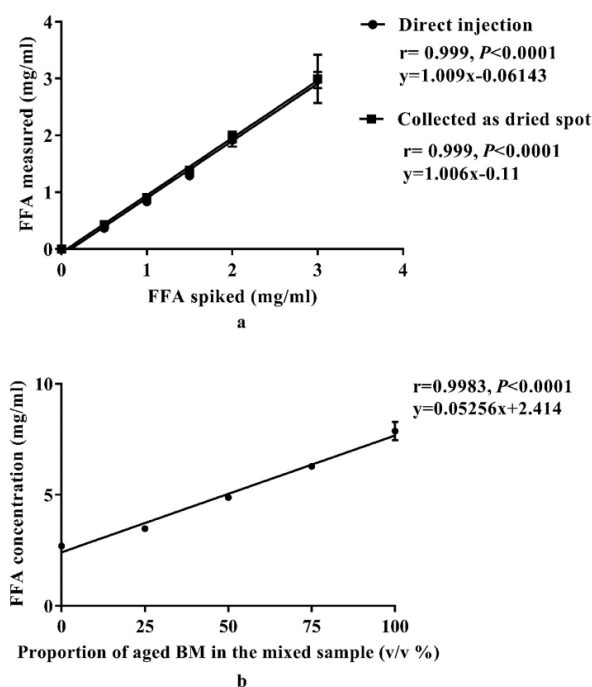 4
3
2
1
0
FFA measured (mg/ml)
0 1 2 3 4
FFA spiked (mg/ml)
Direct injection
r= 0.999, P<0.0001
y=1.009x-0.06143
Collected as dried spot
r= 0.999, P<0.0001
y=1.006x-0.11
a
10
5
0
FFA concentration (mg/ml)
0 25 50 75 100
Proportion of aged BM in the mixed sample (v/v %)
r=0.9983, P<0.0001
y=0.05256x+2.414
b